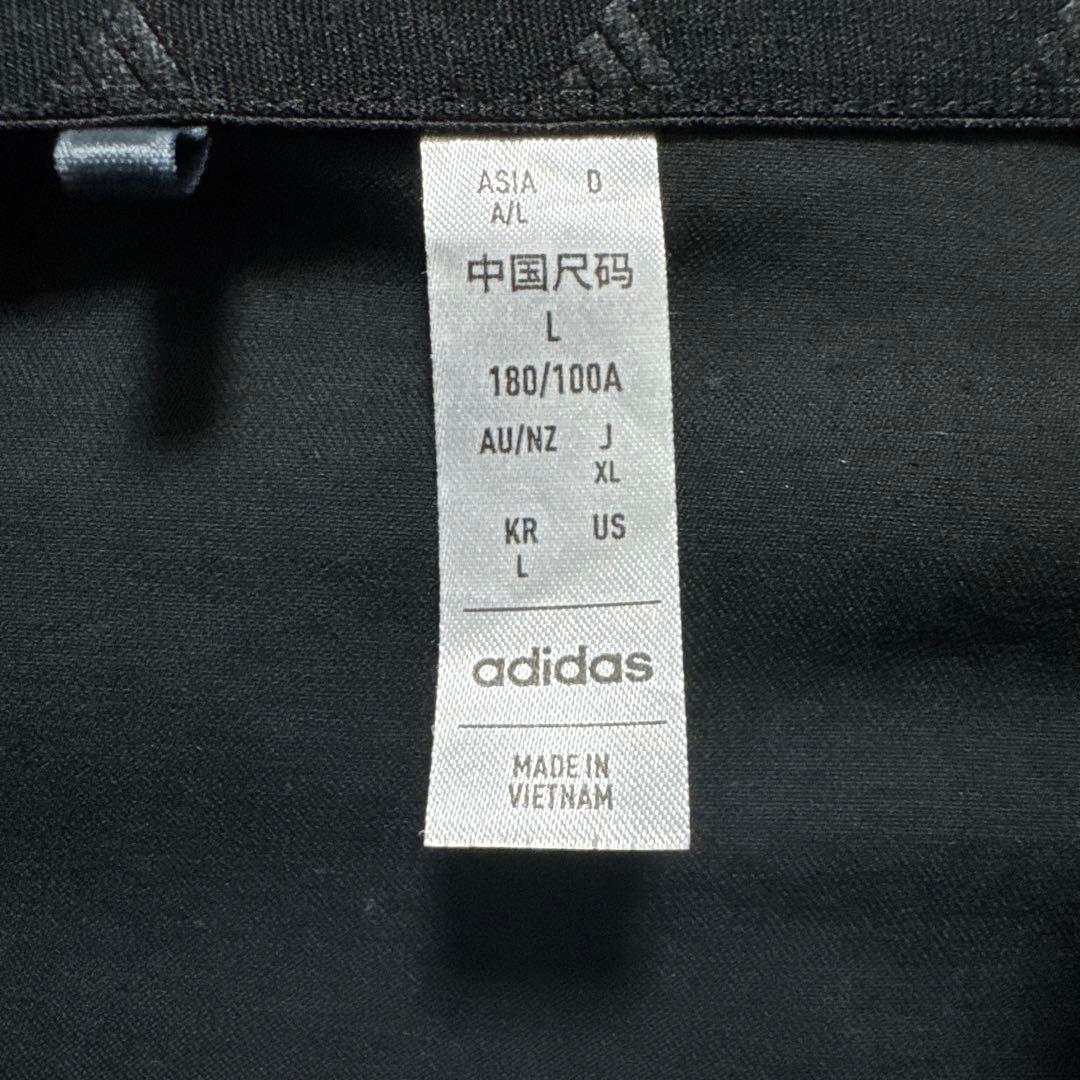 ASIA D
A/L
中国尺码
L
180/100A
AU/NZ J
XL
KR US
L
adidas
MADE IN
VIETNAM